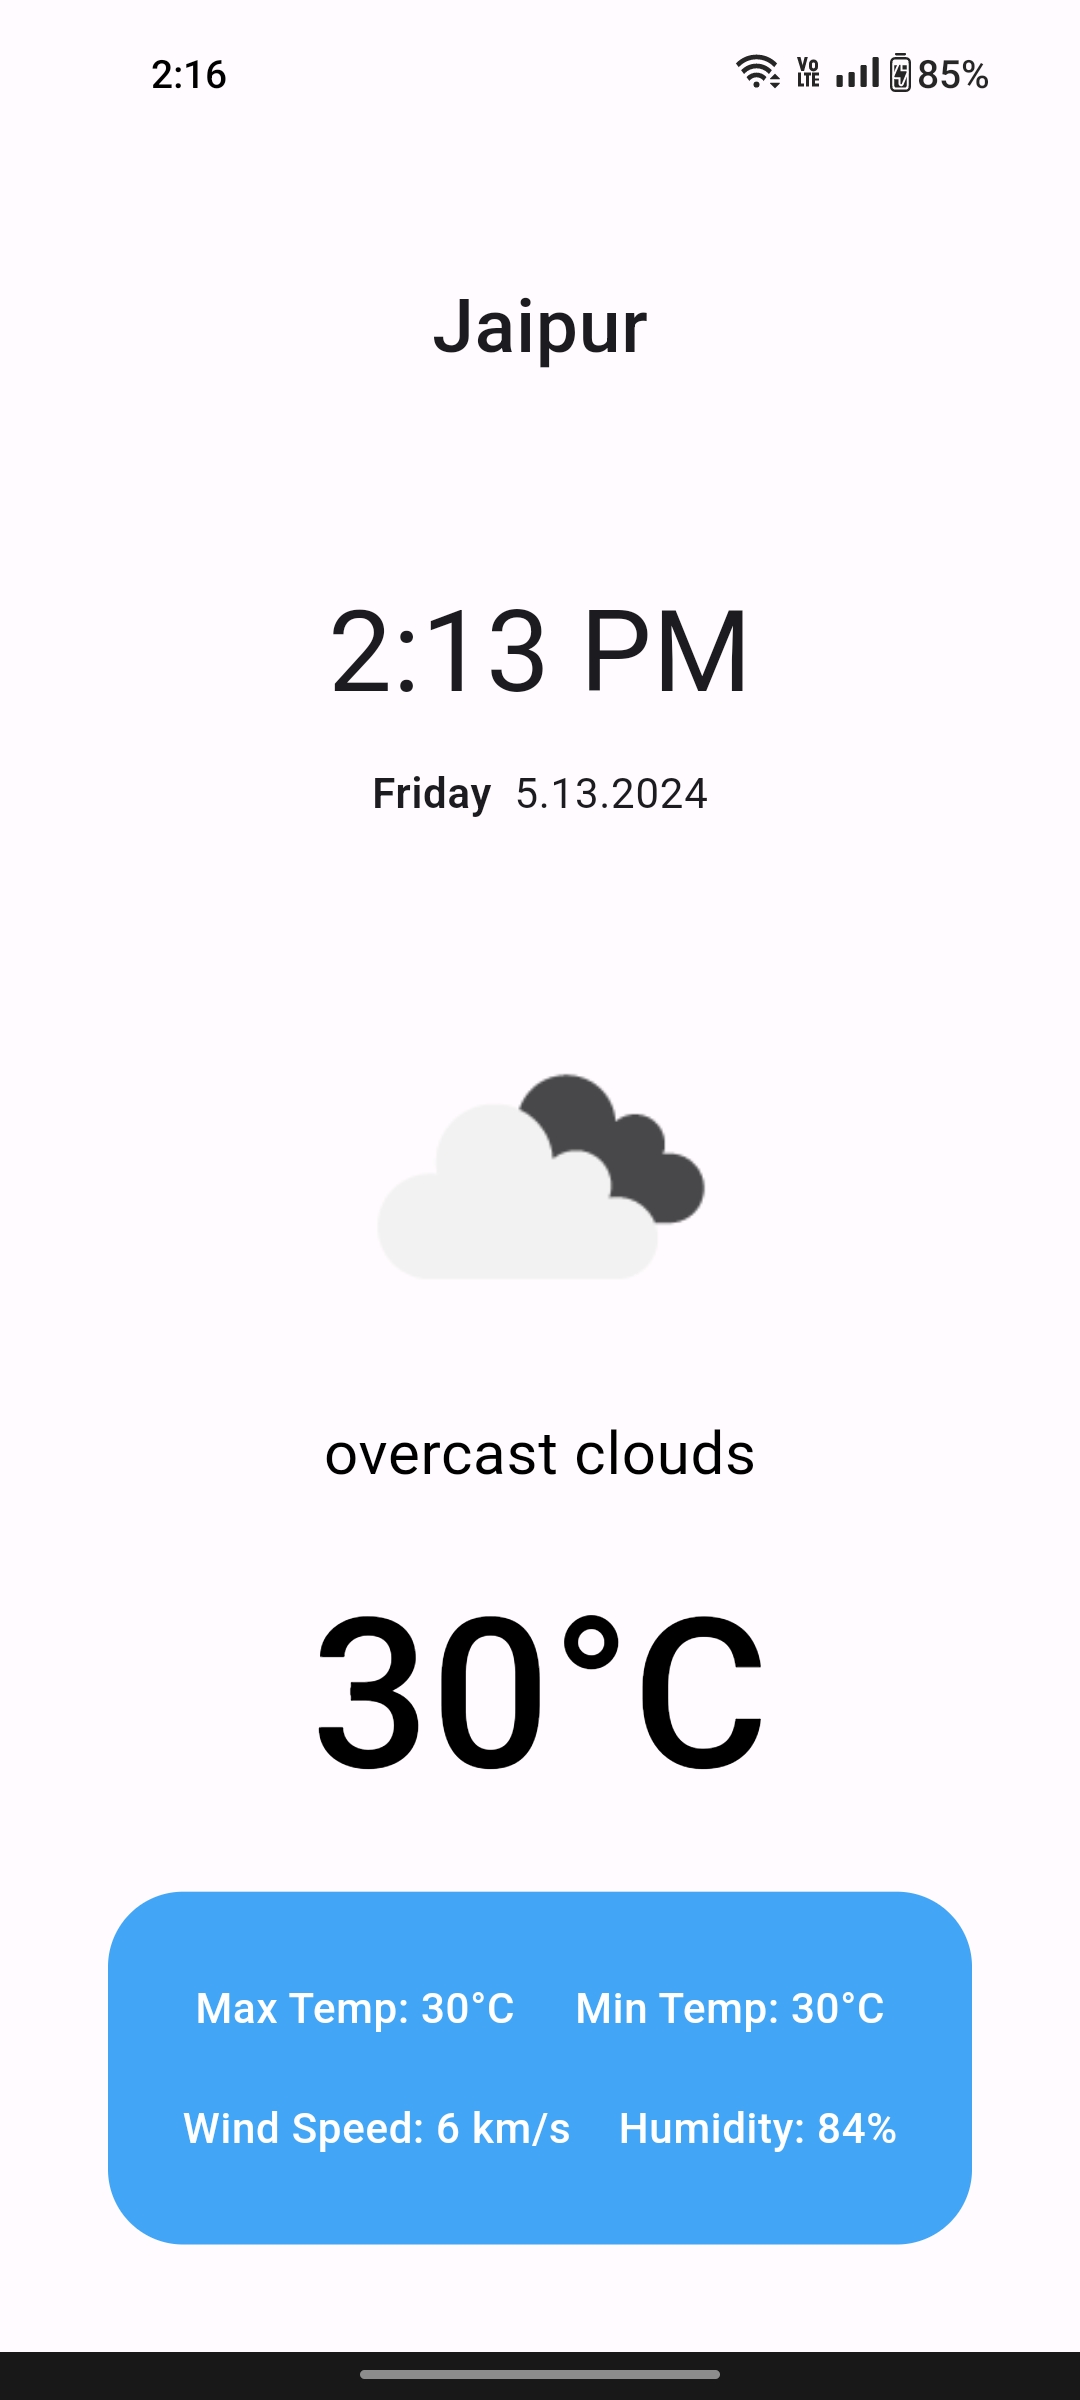 2:16 Vo LTE 85%
Jaipur
2:13 PM
Friday 5.13.2024
overcast clouds
30°C
Max Temp: 30°C Min Temp: 30°C
Wind Speed: 6 km/s Humidity: 84%